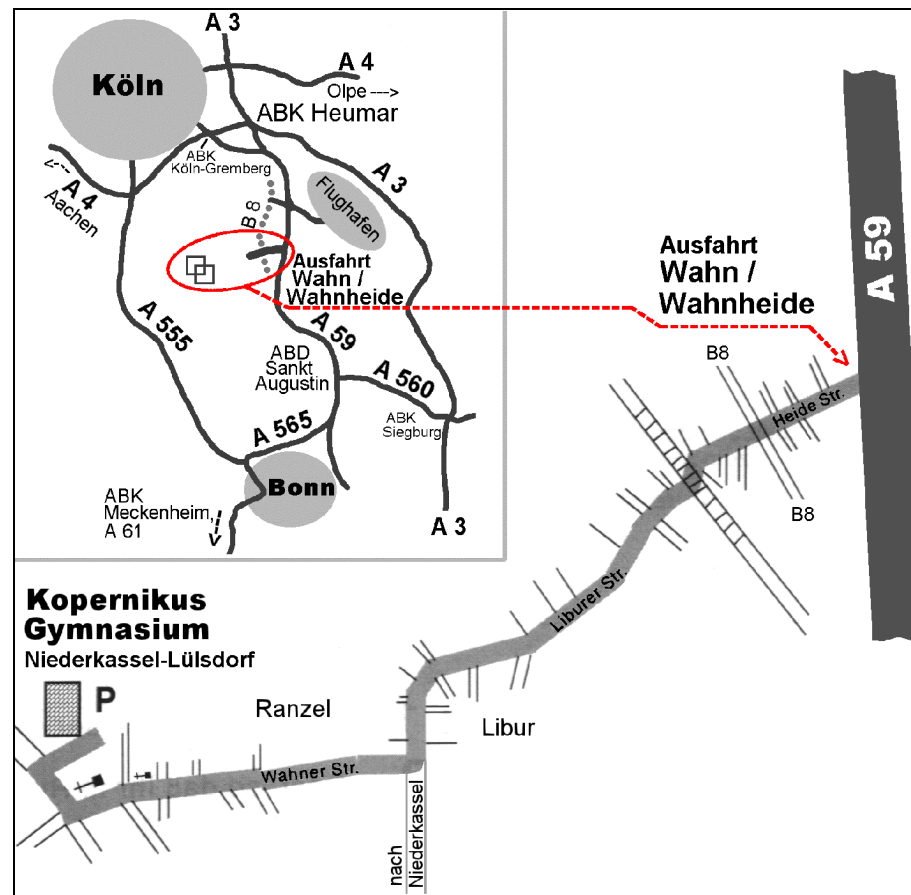 A 3
Köln
A 4
Olpe --->
ABK Heumar
ABK
Köln-Gremberg
<---
A 4
Aachen
A 3
Flughafen
B 8
Ausfahrt
Wahn /
Wahnheide
A 555
A 59
ABD
Sankt
Augustin
A 560
ABK
Siegburg
A 565
Bonn
ABK
Meckenheim,
A 61
A 3
Ausfahrt
Wahn /
Wahnheide
A 59
B8
Heide Str.
B8
Liburer Str.
Kopernikus
Gymnasium
Niederkassel-Lülsdorf
P
Ranzel
Libur
Wahner Str.
nach
Niederkassel